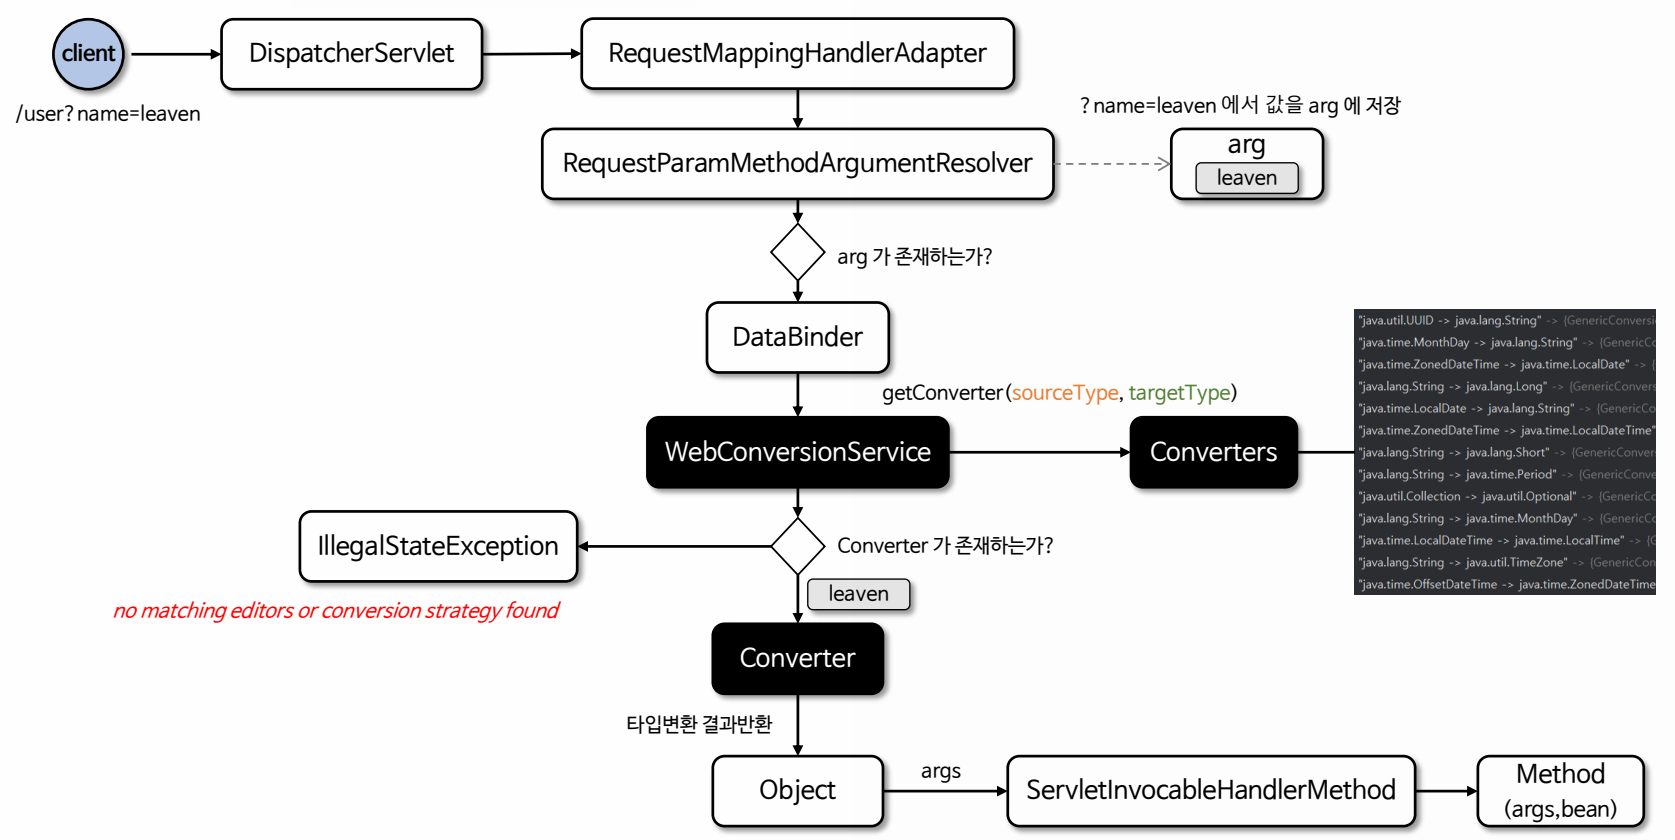 client
DispatcherServlet
RequestMappingHandlerAdapter
/user?name=leaven
?name=leaven 에서 값을 arg 에 저장
RequestParamMethodArgumentResolver
arg
leaven
arg 가 존재하는가?
DataBinder
getConverter(sourceType, targetType)
WebConversionService
Converters
"java.util.UUID -> java.lang.String" -> {GenericConversi
"java.time.MonthDay -> java.lang.String" -> {GenericCo
"java.time.ZonedDateTime -> java.time.LocalDate" -> {
"java.lang.String -> java.lang.Long" -> {GenericConvers
"java.time.LocalDate -> java.lang.String" -> {GenericCo
"java.time.ZonedDateTime -> java.time.LocalDateTime"
"java.lang.String -> java.lang.Short" -> {GenericConver
"java.lang.String -> java.time.Period" -> {GenericConve
"java.util.Collection -> java.util.Optional" -> {GenericCo
"java.lang.String -> java.time.MonthDay" -> {GenericCo
"java.time.LocalDateTime -> java.time.LocalTime" -> {G
"java.lang.String -> java.util.TimeZone" -> {GenericCon
"java.time.OffsetDateTime -> java.time.ZonedDateTime
IllegalStateException
Converter 가 존재하는가?
no matching editors or conversion strategy found
leaven
Converter
타입변환 결과반환
Object
args
ServletInvocableHandlerMethod
Method
(args,bean)